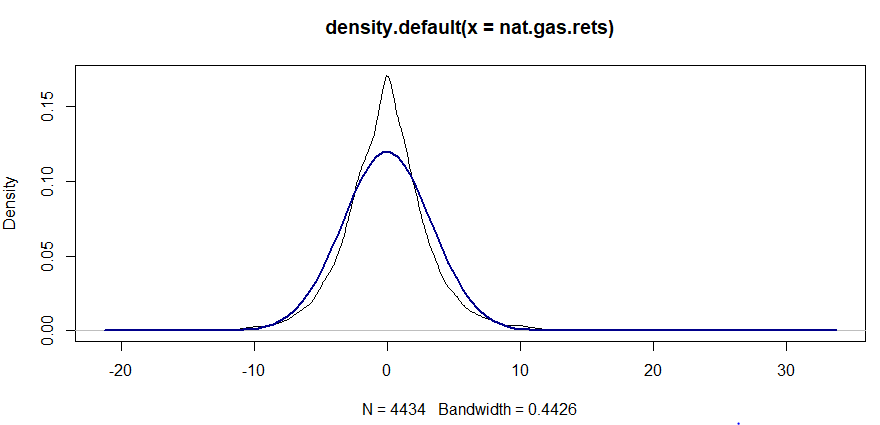 density.default(x = nat.gas.rets)
Density
0.15
0.10
0.05
0.00
-20 -10 0 10 20 30
N = 4434 Bandwidth = 0.4426